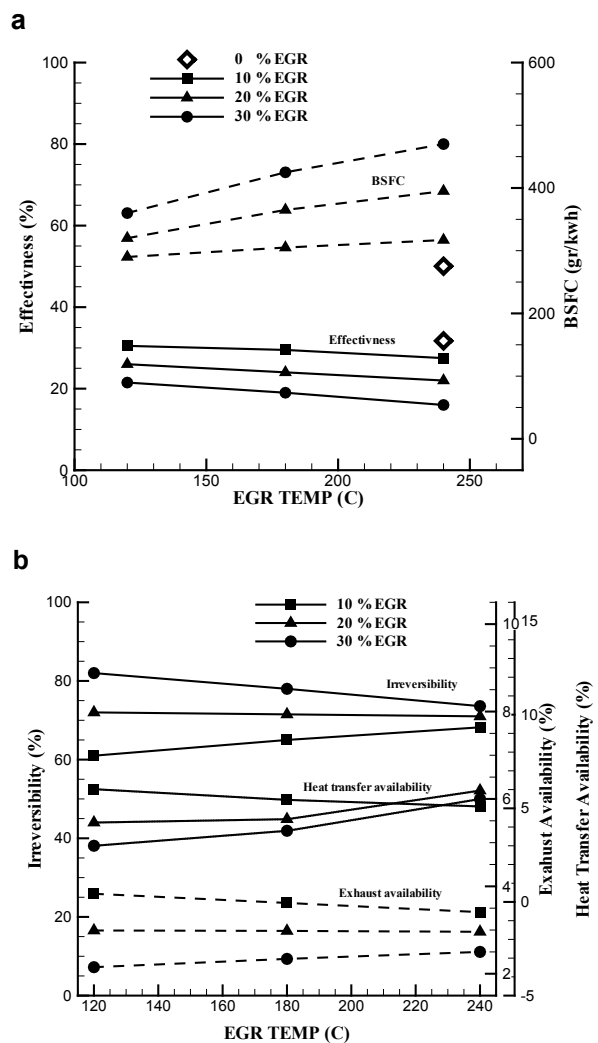 a
0 % EGR
10 % EGR
20 % EGR
30 % EGR
BSFC
Effectivness
Effectivness (%)
100
80
60
40
20
0
BSFC (gr/kwh)
600
400
200
0
100 150 200 250
EGR TEMP (C)
b
10 % EGR
20 % EGR
30 % EGR
Irreversibility
Heat transfer availability
Exhaust availability
Irreversibility (%)
100
80
60
40
20
0
Exahust Availability (%)
10
8
6
4
2
Heat Transfer Availability (%)
15
10
5
0
-5
120 140 160 180 200 220 240
EGR TEMP (C)